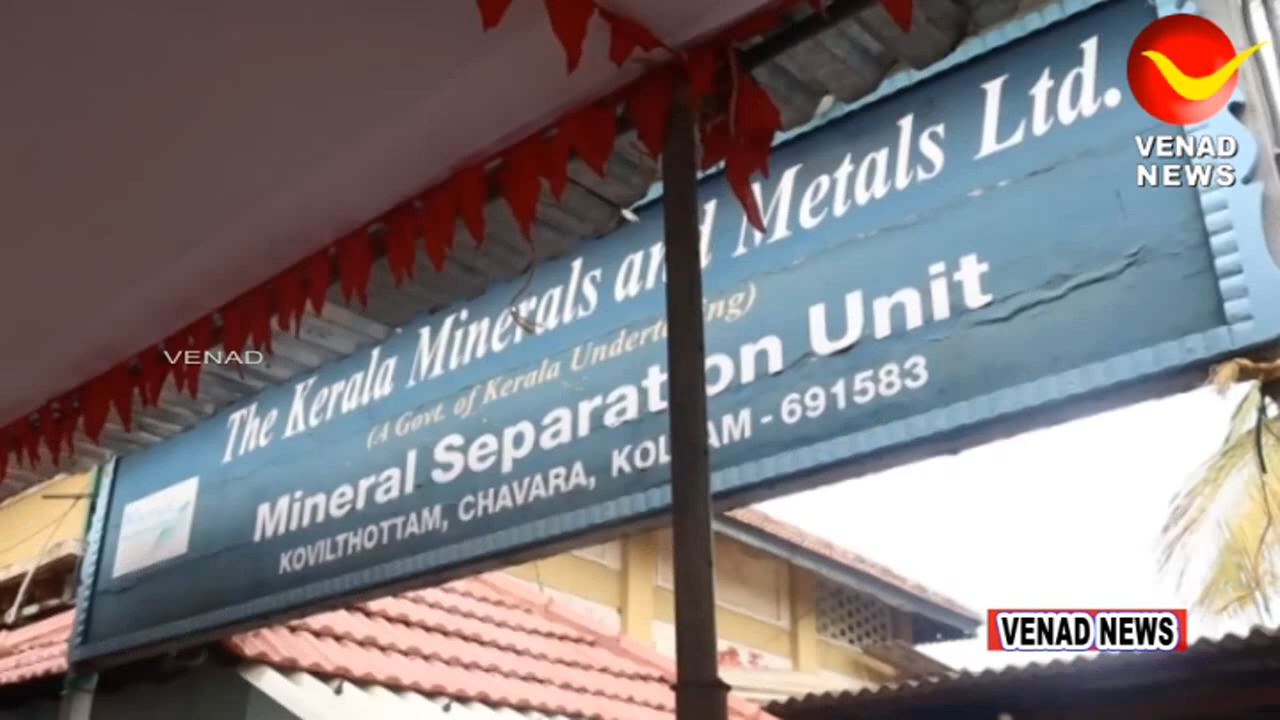 The Kerala Minerals and Metals Ltd.
(A Govt. of Kerala Undertaking)
Mineral Separation Unit
KOVILTHOTTAM, CHAVARA, KOLLAM - 691583
VENAD
NEWS
VENAD
VENAD NEWS